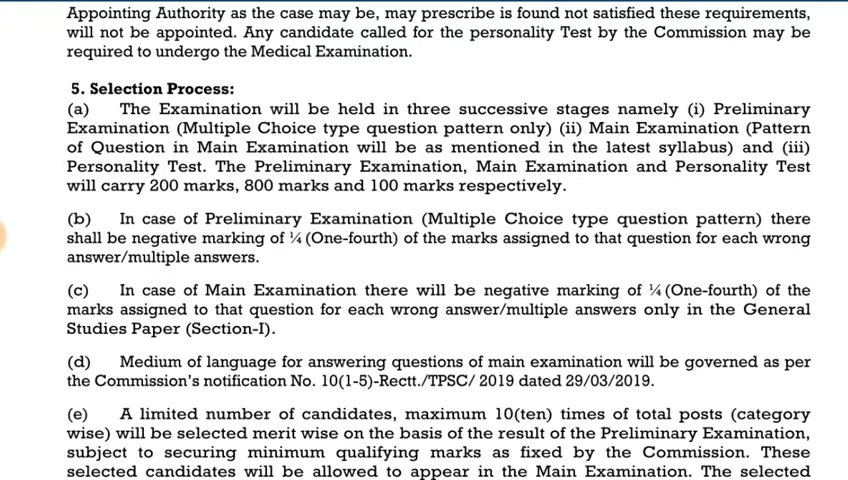 Appointing Authority as the case may be, may prescribe is found not satisfied these requirements,
will not be appointed. Any candidate called for the personality Test by the Commission may be
required to undergo the Medical Examination.
5. Selection Process:
(a) The Examination will be held in three successive stages namely (i) Preliminary
Examination (Multiple Choice type question pattern only) (ii) Main Examination (Pattern
of Question in Main Examination will be as mentioned in the latest syllabus) and (iii)
Personality Test. The Preliminary Examination, Main Examination and Personality Test
will carry 200 marks, 800 marks and 100 marks respectively.
(b) In case of Preliminary Examination (Multiple Choice type question pattern) there
shall be negative marking of ¼ (One-fourth) of the marks assigned to that question for each wrong
answer/multiple answers.
(c) In case of Main Examination there will be negative marking of ¼ (One-fourth) of the
marks assigned to that question for each wrong answer/multiple answers only in the General
Studies Paper (Section-I).
(d) Medium of language for answering questions of main examination will be governed as per
the Commission's notification No. 10(1-5)-Rectt./TPSC/ 2019 dated 29/03/2019.
(e) A limited number of candidates, maximum 10(ten) times of total posts (category
wise) will be selected merit wise on the basis of the result of the Preliminary Examination,
subject to securing minimum qualifying marks as fixed by the Commission. These
selected candidates will be allowed to appear in the Main Examination. The selected